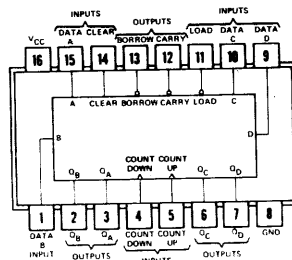 INPUTS
OUTPUTS
INPUTS
VCC
DATA A
CLEAR
BORROW
CARRY
LOAD
DATA C
DATA D
16
15
14
13
12
11
10
9
A
CLEAR
BORROW
CARRY
LOAD
C
B
D
QB
QA
COUNT DOWN
COUNT UP
QC
QD
1
2
3
4
5
6
7
8
DATA B INPUT
QB
QA
COUNT DOWN
COUNT UP
QC
QD
GND
OUTPUTS
INPUTS
OUTPUTS